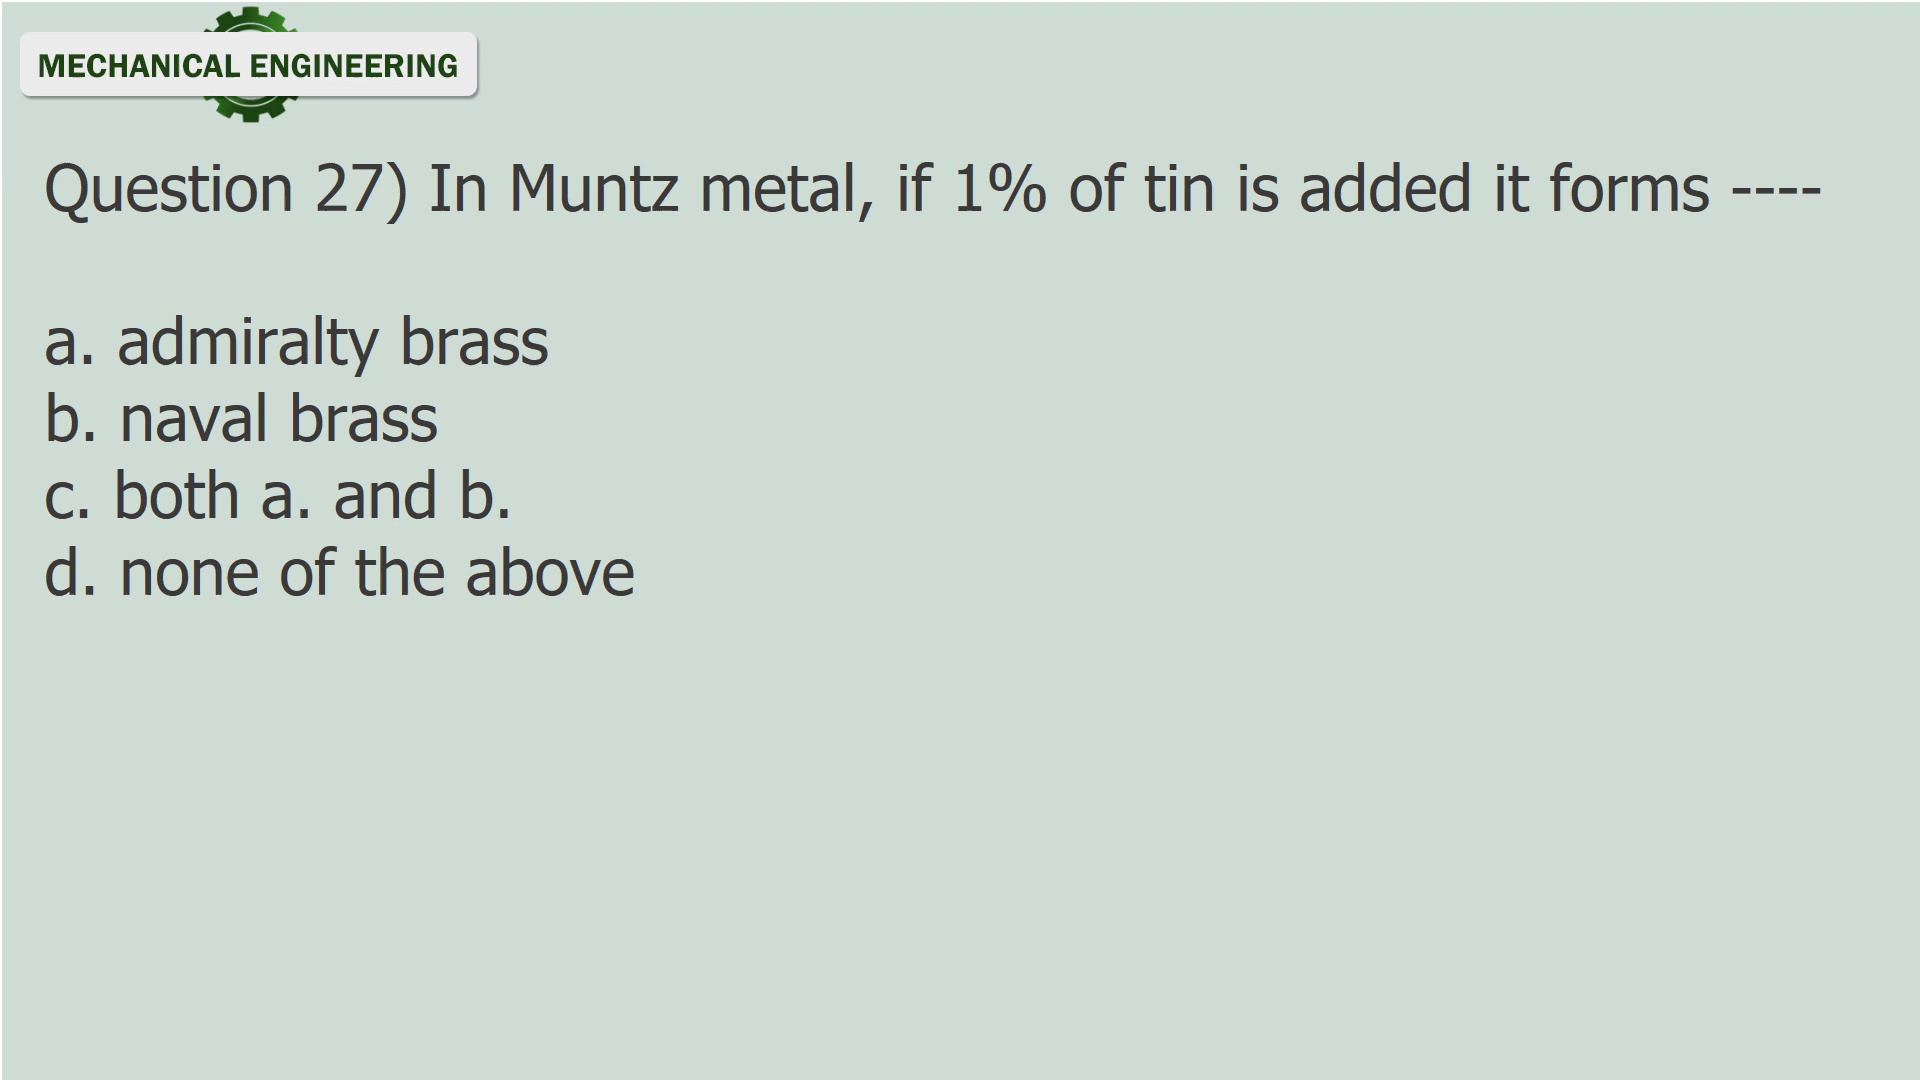 MECHANICAL ENGINEERING
Question 27) In Muntz metal, if 1% of tin is added it forms ----
a. admiralty brass
b. naval brass
c. both a. and b.
d. none of the above